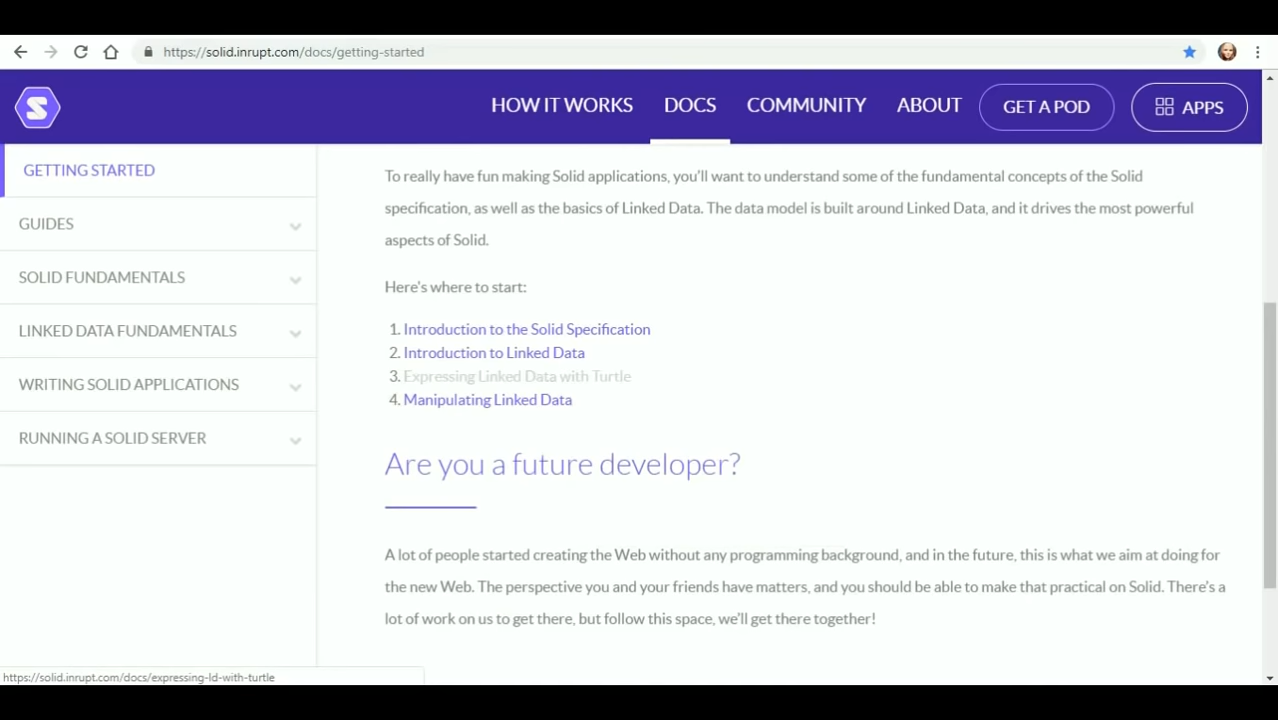 https://solid.inrupt.com/docs/getting-started
S
HOW IT WORKS
DOCS
COMMUNITY
ABOUT
GET A POD
APPS
GETTING STARTED
GUIDES
SOLID FUNDAMENTALS
LINKED DATA FUNDAMENTALS
WRITING SOLID APPLICATIONS
RUNNING A SOLID SERVER
To really have fun making Solid applications, you'll want to understand some of the fundamental concepts of the Solid
specification, as well as the basics of Linked Data. The data model is built around Linked Data, and it drives the most powerful
aspects of Solid.
Here's where to start:
1. Introduction to the Solid Specification
2. Introduction to Linked Data
3. Expressing Linked Data with Turtle
4. Manipulating Linked Data
Are you a future developer?
A lot of people started creating the Web without any programming background, and in the future, this is what we aim at doing for
the new Web. The perspective you and your friends have matters, and you should be able to make that practical on Solid. There's a
lot of work on us to get there, but follow this space, we'll get there together!
https://solid.inrupt.com/docs/expressing-ld-with-turtle